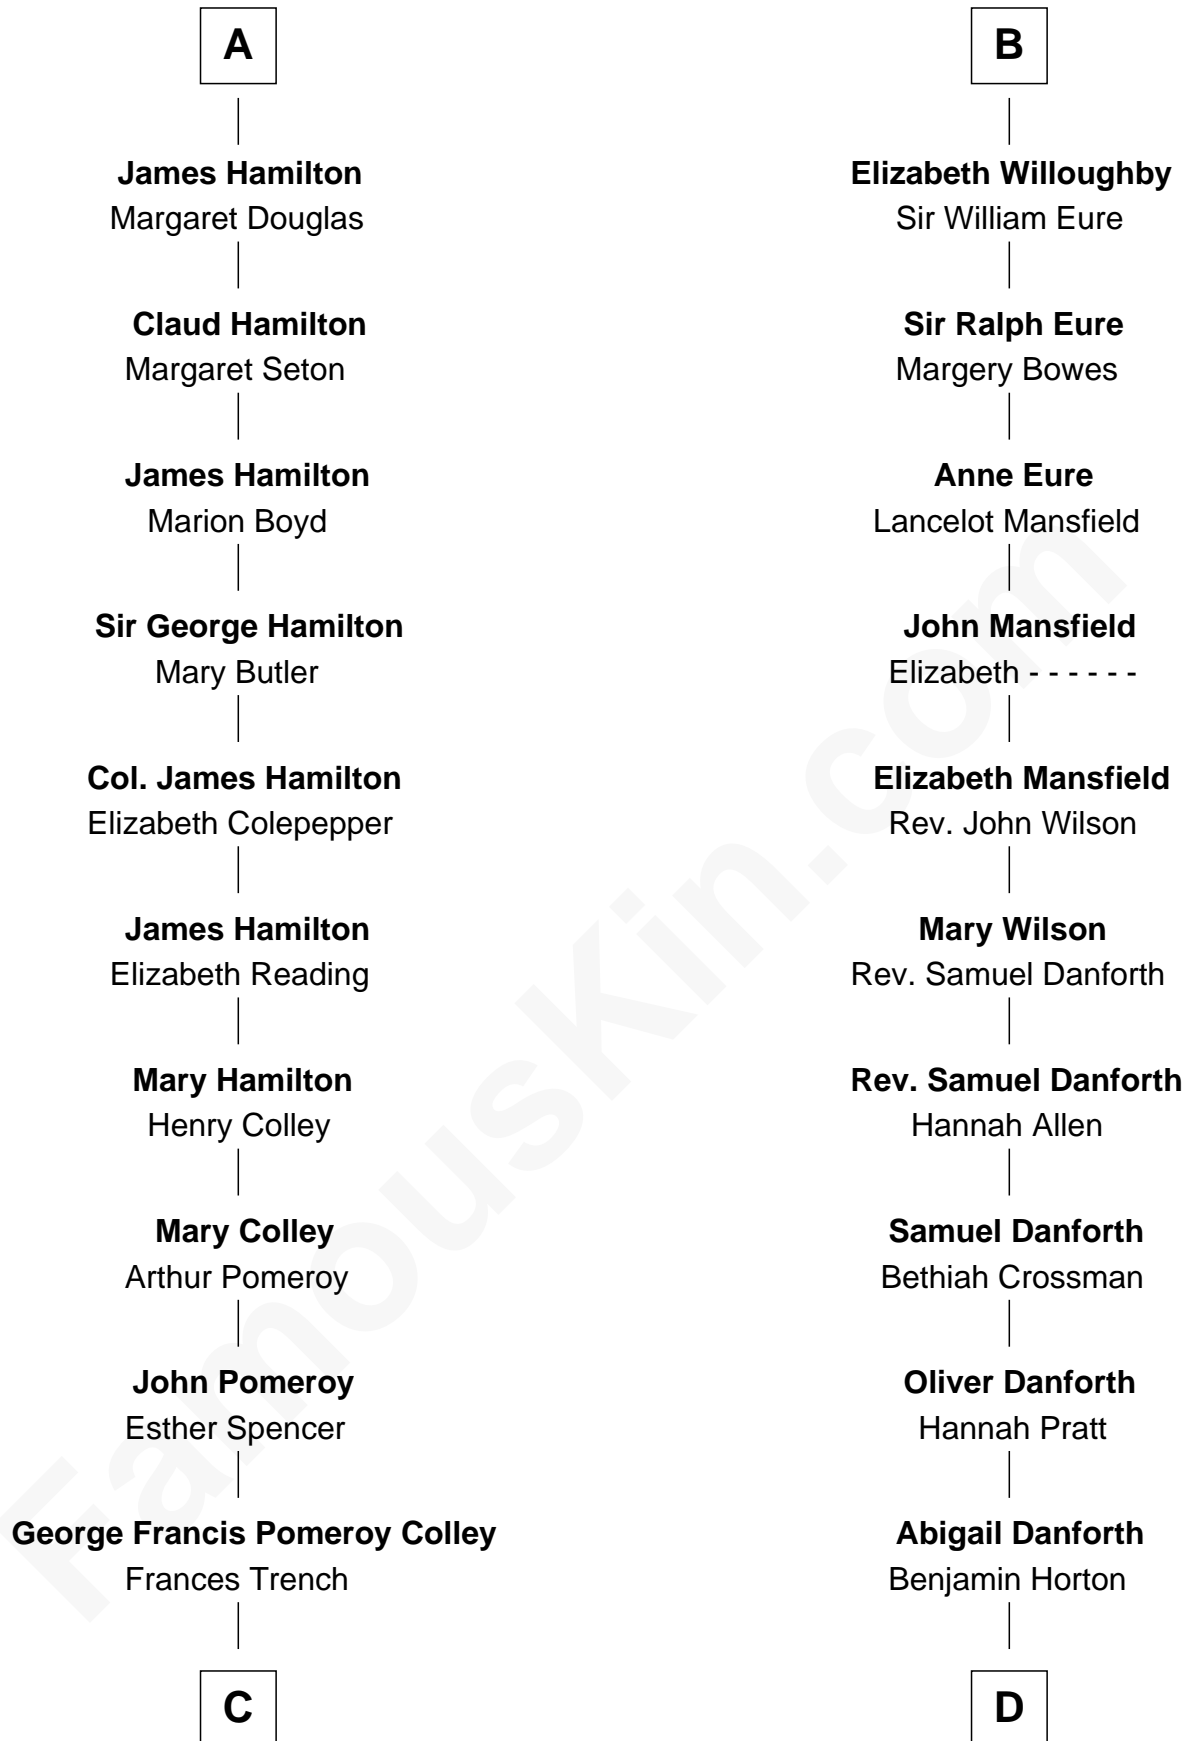 A
James Hamilton
Margaret Douglas
Claud Hamilton
Margaret Seton
James Hamilton
Marion Boyd
Sir George Hamilton
Mary Butler
Col. James Hamilton
Elizabeth Colepepper
James Hamilton
Elizabeth Reading
Mary Hamilton
Henry Colley
Mary Colley
Arthur Pomeroy
John Pomeroy
Esther Spencer
George Francis Pomeroy Colley
Frances Trench
C
B
Elizabeth Willoughby
Sir William Eure
Sir Ralph Eure
Margery Bowes
Anne Eure
Lancelot Mansfield
John Mansfield
Elizabeth - - - - - -
Elizabeth Mansfield
Rev. John Wilson
Mary Wilson
Rev. Samuel Danforth
Rev. Samuel Danforth
Hannah Allen
Samuel Danforth
Bethiah Crossman
Oliver Danforth
Hannah Pratt
Abigail Danforth
Benjamin Horton
D
FamousKin.com